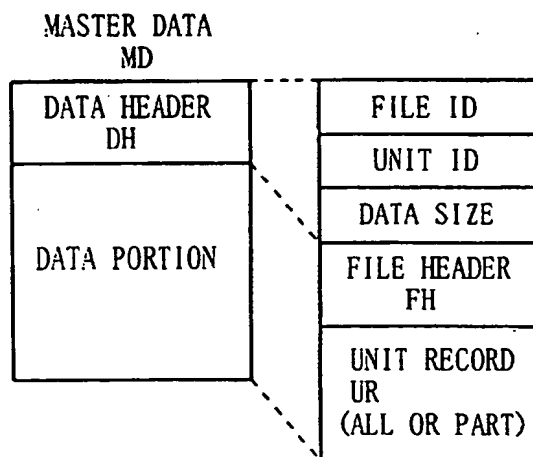 MASTER DATA
MD
DATA HEADER
DH
DATA PORTION
FILE ID
UNIT ID
DATA SIZE
FILE HEADER
FH
UNIT RECORD
UR
(ALL OR PART)